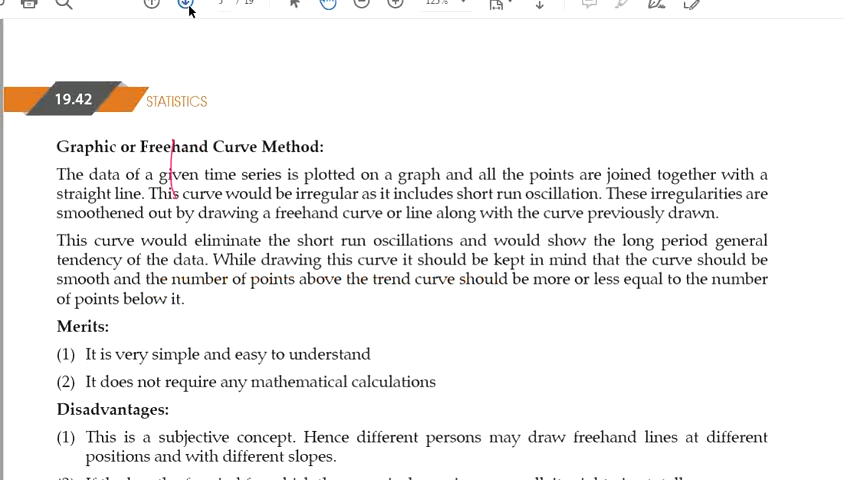 19.42 STATISTICS
Graphic or Freehand Curve Method:
The data of a given time series is plotted on a graph and all the points are joined together with a
straight line. This curve would be irregular as it includes short run oscillation. These irregularities are
smoothened out by drawing a freehand curve or line along with the curve previously drawn.
This curve would eliminate the short run oscillations and would show the long period general
tendency of the data. While drawing this curve it should be kept in mind that the curve should be
smooth and the number of points above the trend curve should be more or less equal to the number
of points below it.
Merits:
(1) It is very simple and easy to understand
(2) It does not require any mathematical calculations
Disadvantages:
(1) This is a subjective concept. Hence different persons may draw freehand lines at different
positions and with different slopes.